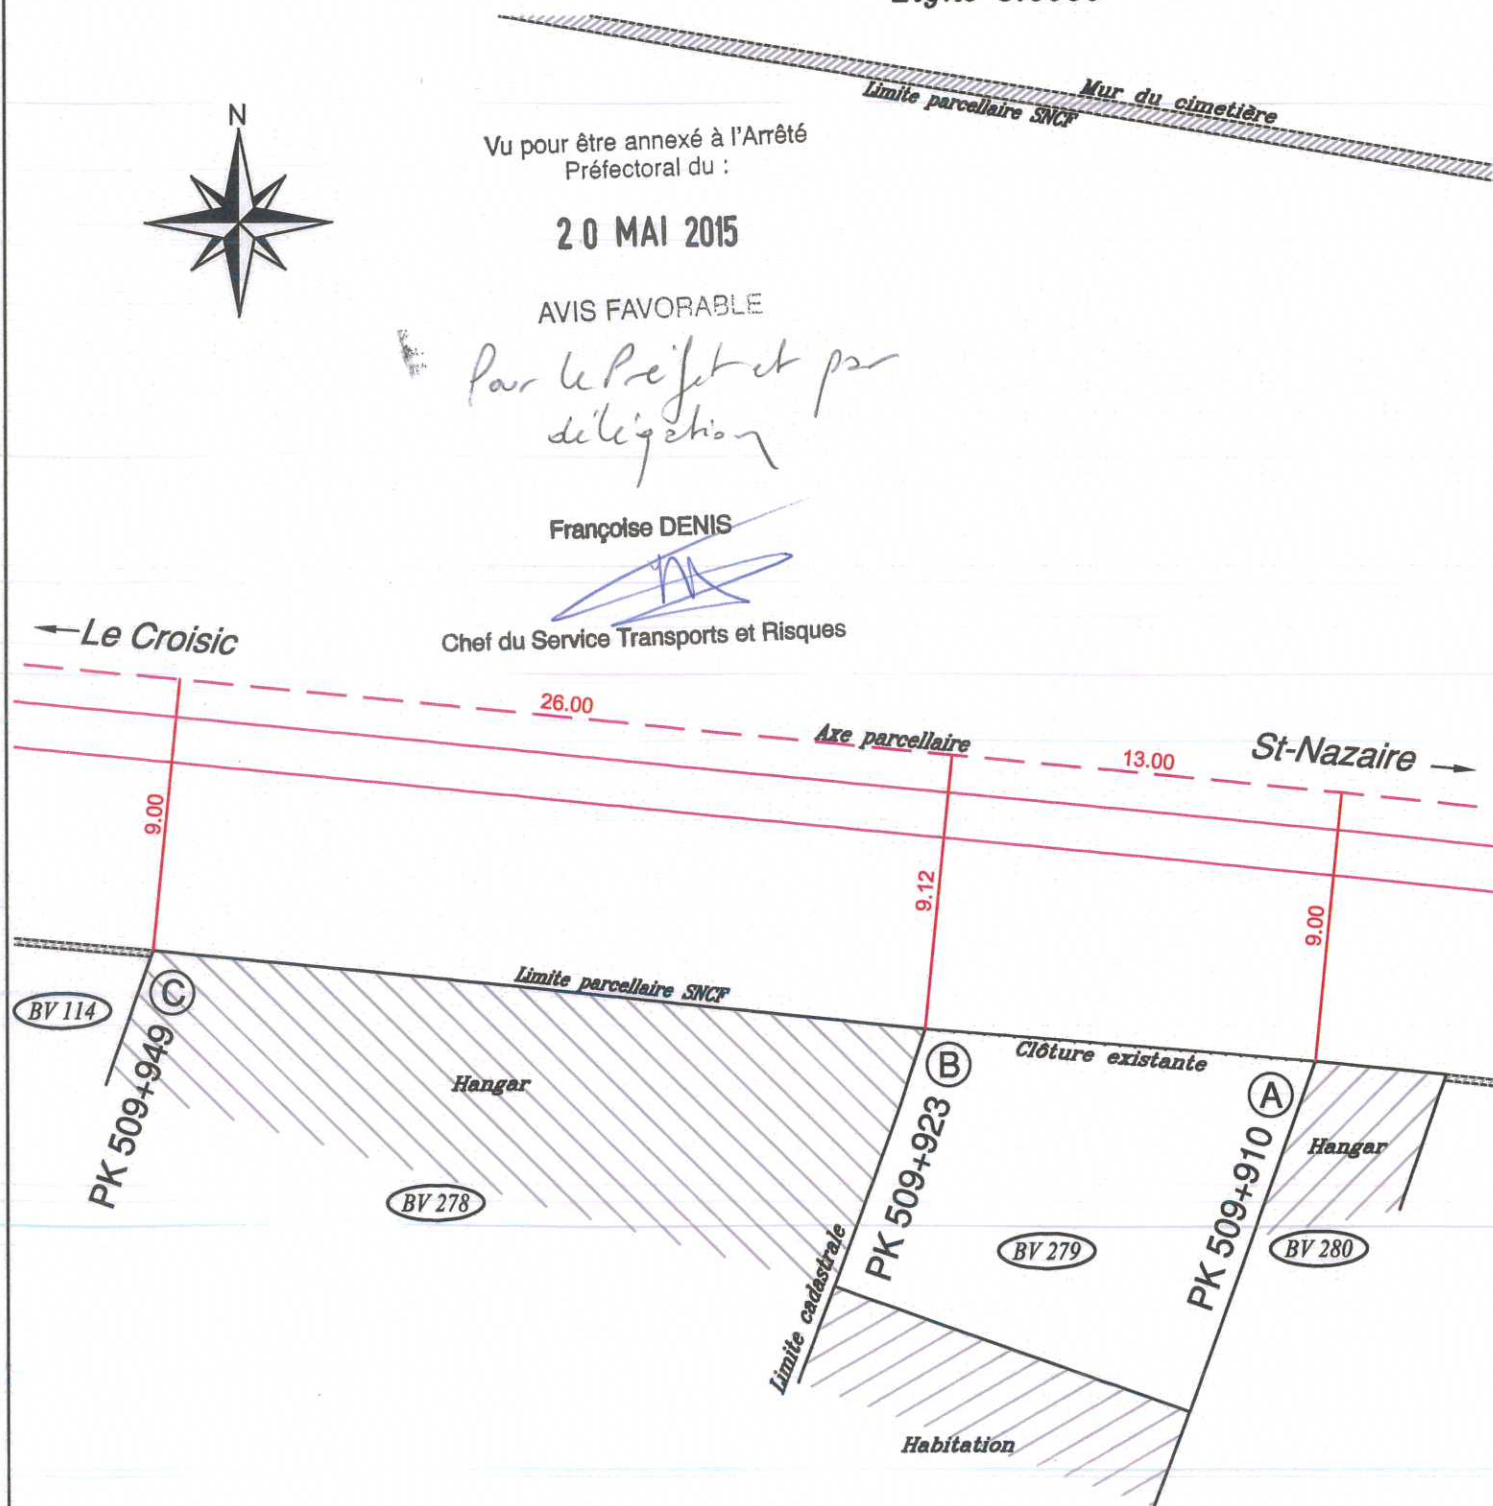 Mur du cimetière
Limite parcellaire SNCF
N
Vu pour être annexé à l'Arrêté
Préfectoral du :
20 MAI 2015
AVIS FAVORABLE
Pour le Préfet et par
délégation
Françoise DENIS
Chef du Service Transports et Risques
←Le Croisic
26.00
Axe parcellaire
13.00
St-Nazaire →
9.00
9.12
9.00
Limite parcellaire SNCF
Clôture existante
BV 114
C
B
A
PK 509+949
Hangar
PK 509+923
PK 509+910
Hangar
BV 278
Limite cadastrale
BV 279
BV 280
Habitation